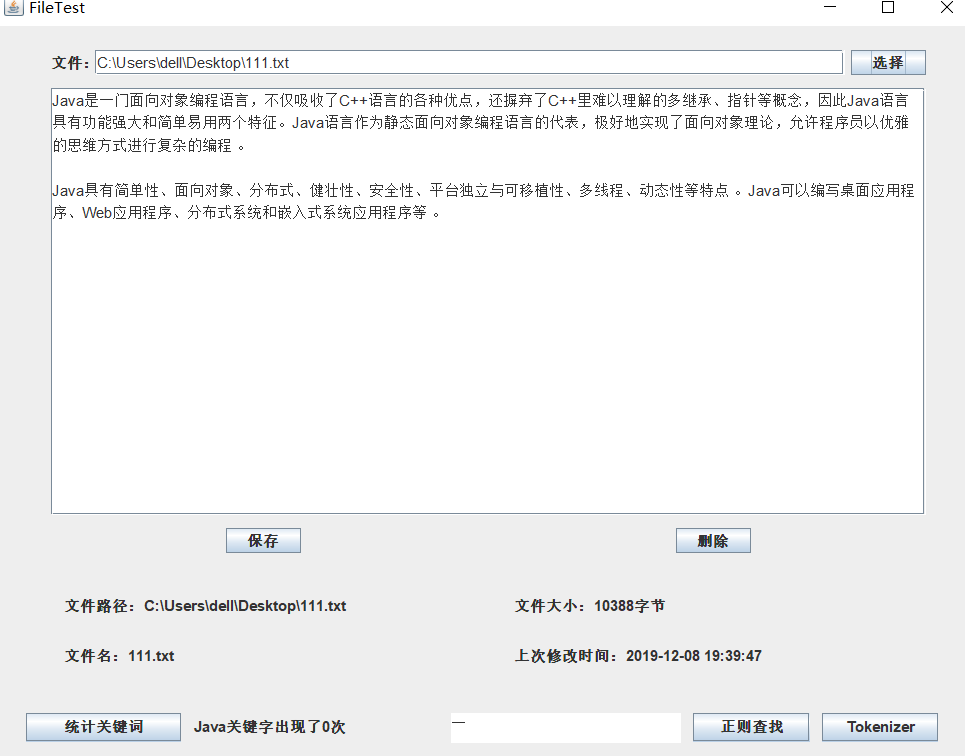 FileTest
文件：C:\Users\dell\Desktop\111.txt 选择
Java是一门面向对象编程语言，不仅吸收了C++语言的各种优点，还摒弃了C++里难以理解的多继承、指针等概念，因此Java语言
具有功能强大和简单易用两个特征。Java语言作为静态面向对象编程语言的代表，极好地实现了面向对象理论，允许程序员以优雅
的思维方式进行复杂的编程 。
Java具有简单性、面向对象、分布式、健壮性、安全性、平台独立与可移植性、多线程、动态性等特点 。Java可以编写桌面应用程
序、Web应用程序、分布式系统和嵌入式系统应用程序等 。
保存 删除
文件路径：C:\Users\dell\Desktop\111.txt 文件大小：10388字节
文件名：111.txt 上次修改时间：2019-12-08 19:39:47
统计关键词 Java关键字出现了0次 一 正则查找 Tokenizer